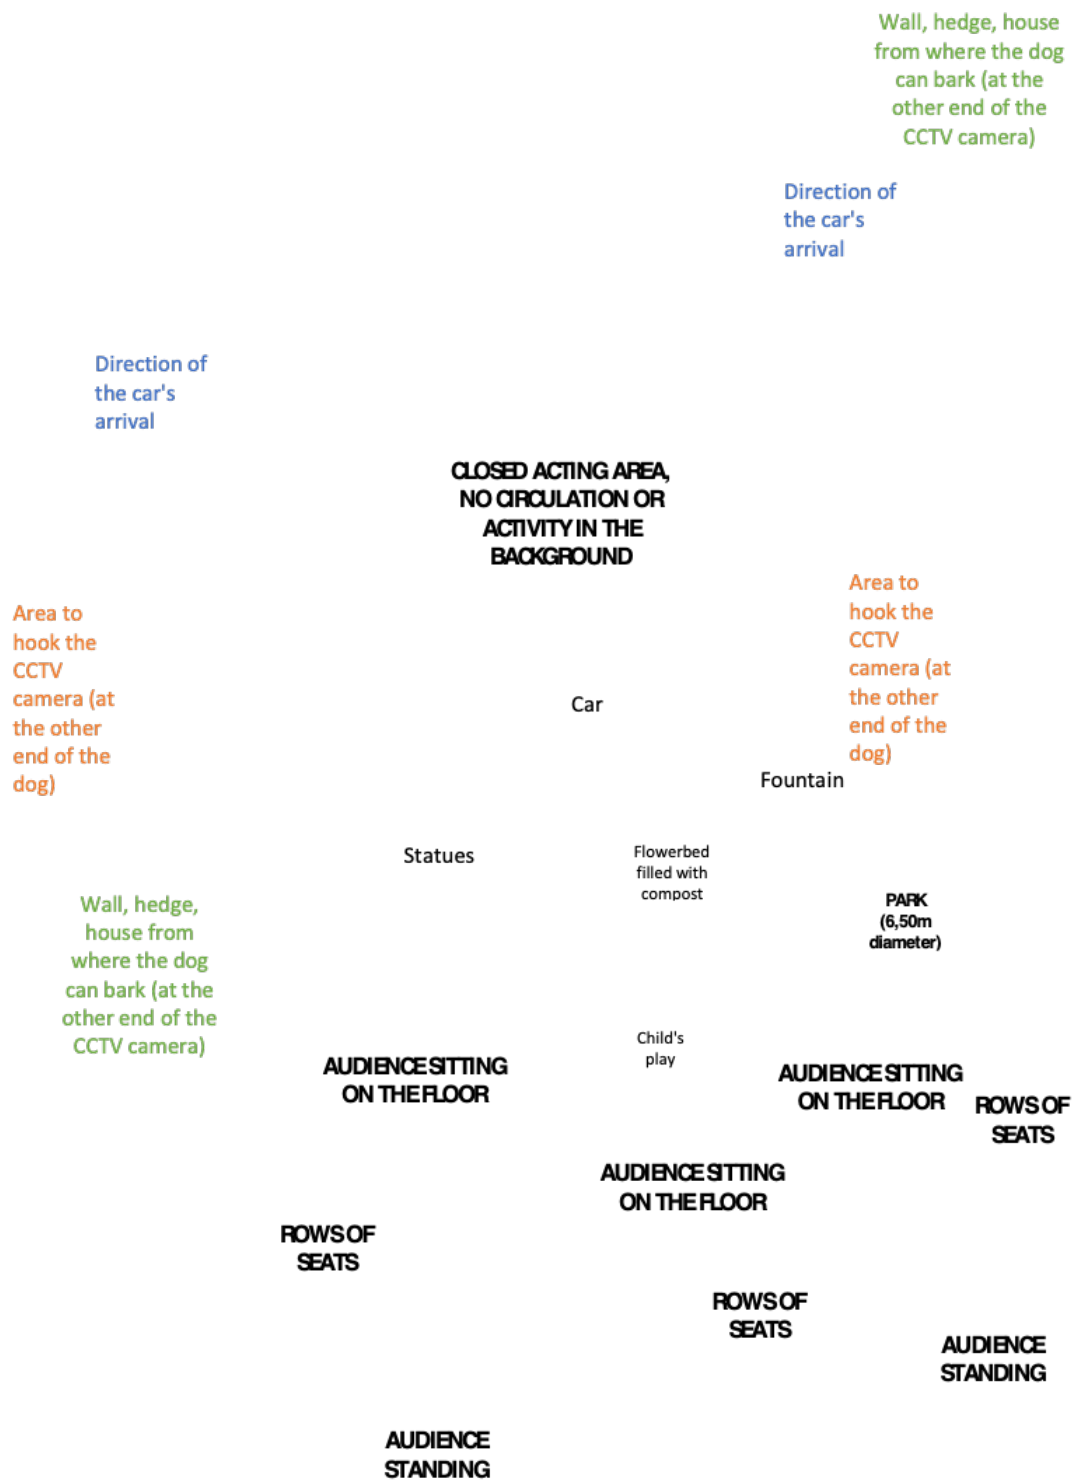 Wall, hedge, house
from where the dog
can bark (at the
other end of the
CCTV camera)
Direction of
the car's
arrival
Direction of
the car's
arrival
CLOSED ACTING AREA,
NO CIRCULATION OR
ACTIVITY IN THE
BACKGROUND
Area to
hook the
CCTV
camera (at
the other
end of the
dog)
Area to
hook the
CCTV
camera (at
the other
end of the
dog)
Car
Fountain
Statues
Flowerbed
filled with
compost
PARK
(6,50m
diameter)
Wall, hedge,
house from
where the dog
can bark (at the
other end of the
CCTV camera)
Child's
play
AUDIENCE SITTING
ON THE FLOOR
AUDIENCE SITTING
ON THE FLOOR
ROWS OF
SEATS
AUDIENCE SITTING
ON THE FLOOR
ROWS OF
SEATS
ROWS OF
SEATS
AUDIENCE
STANDING
AUDIENCE
STANDING